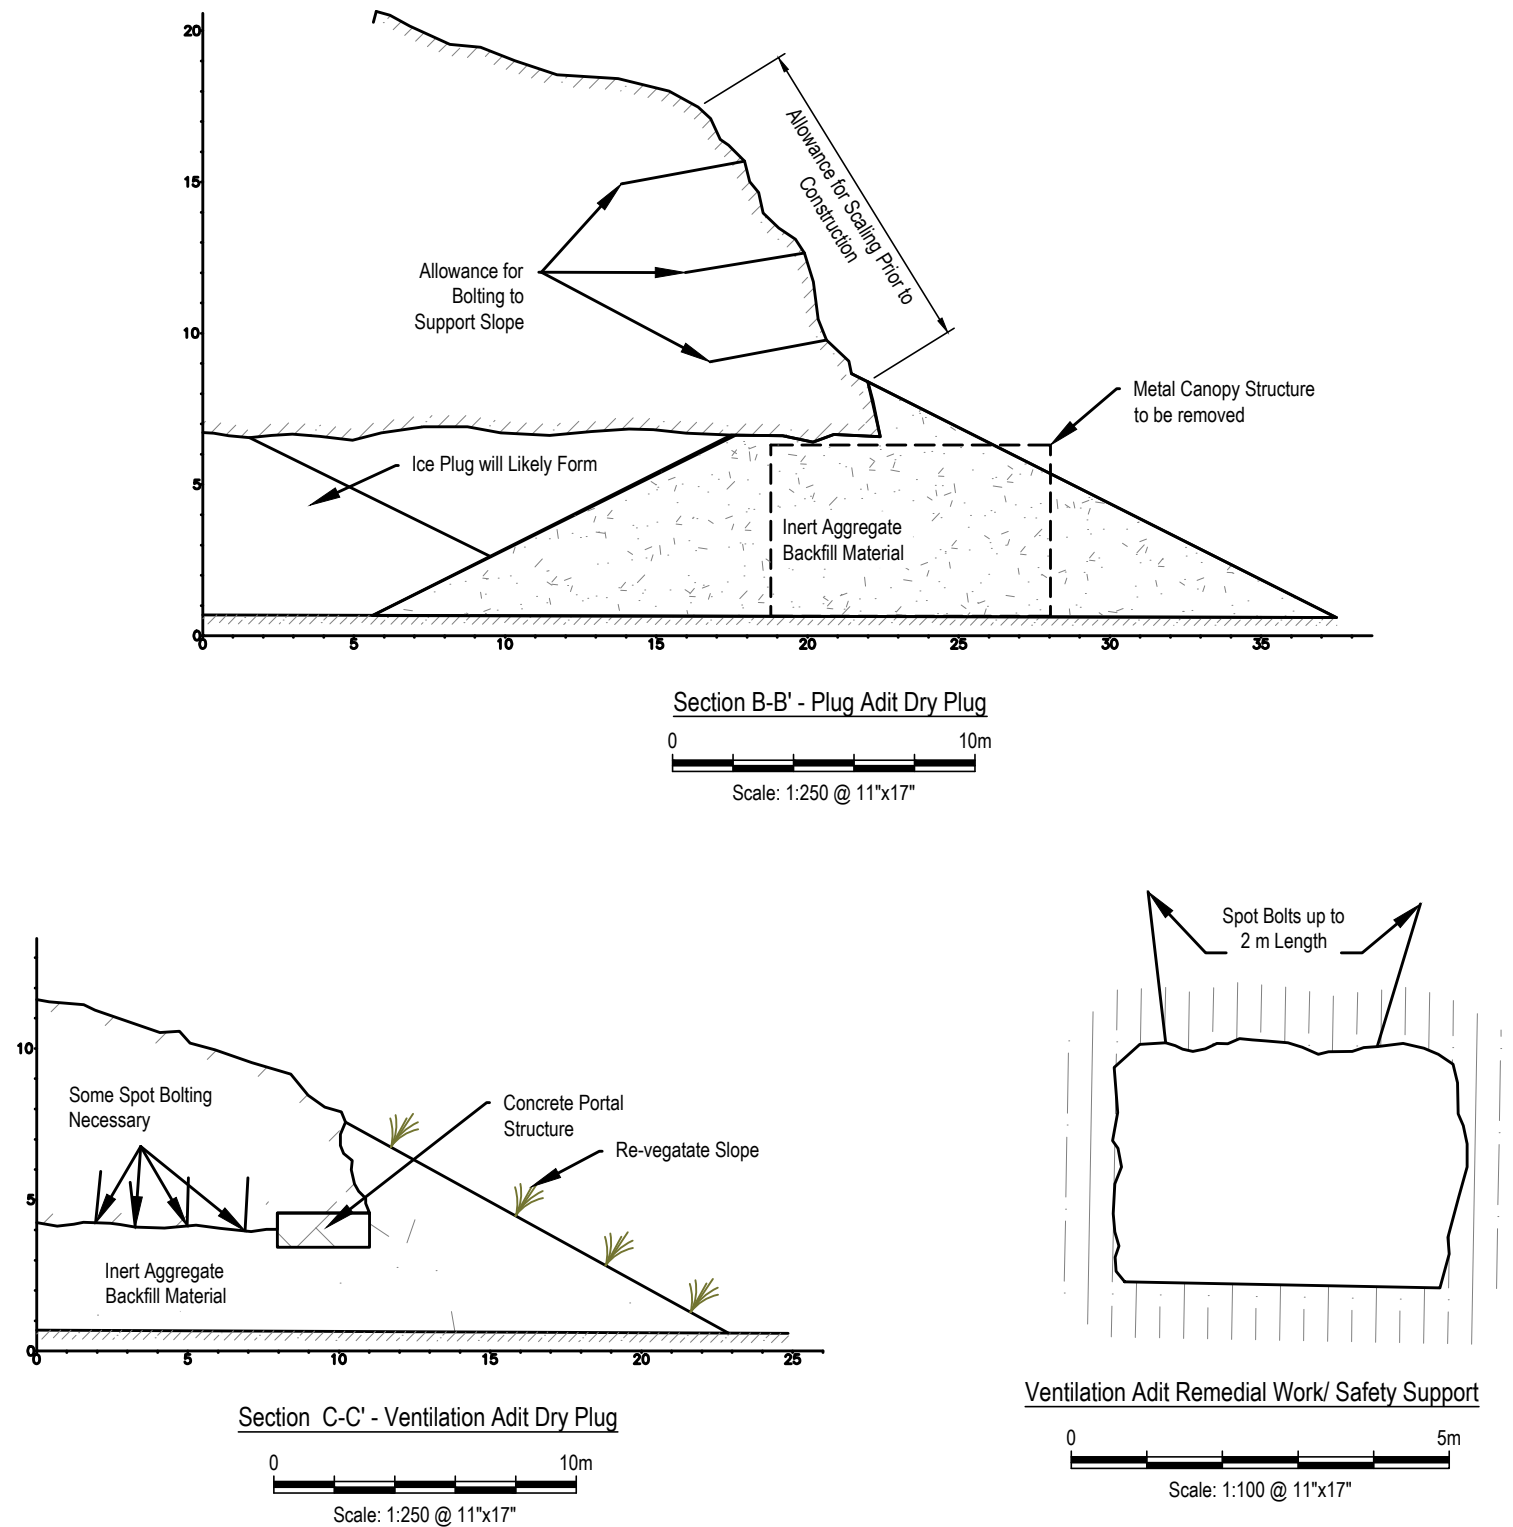 20
15
10
5
0
0 5 10 15 20 25 30 35
Allowance for Scaling Prior to
Construction
Allowance for
Bolting to
Support Slope
Metal Canopy Structure
to be removed
Ice Plug will Likely Form
Inert Aggregate
Backfill Material
Section B-B' - Plug Adit Dry Plug
0 10m
Scale: 1:250 @ 11"x17"
10
5
0
0 5 10 15 20 25
Some Spot Bolting
Necessary
Concrete Portal
Structure
Re-vegatate Slope
Inert Aggregate
Backfill Material
Section C-C' - Ventilation Adit Dry Plug
0 10m
Scale: 1:250 @ 11"x17"
Spot Bolts up to
2 m Length
Ventilation Adit Remedial Work/ Safety Support
0 5m
Scale: 1:100 @ 11"x17"